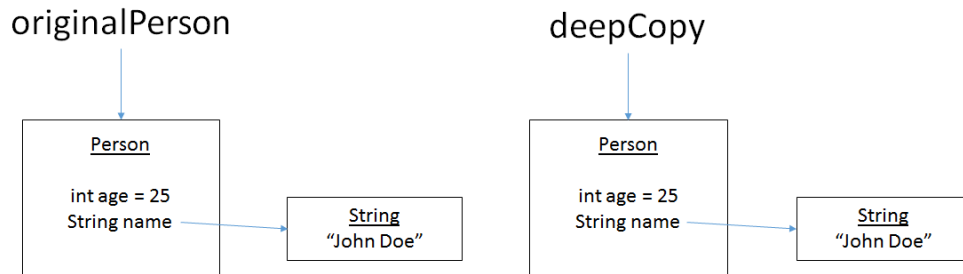 originalPerson
Person
int age = 25
String name
String
“John Doe”
deepCopy
Person
int age = 25
String name
String
“John Doe”